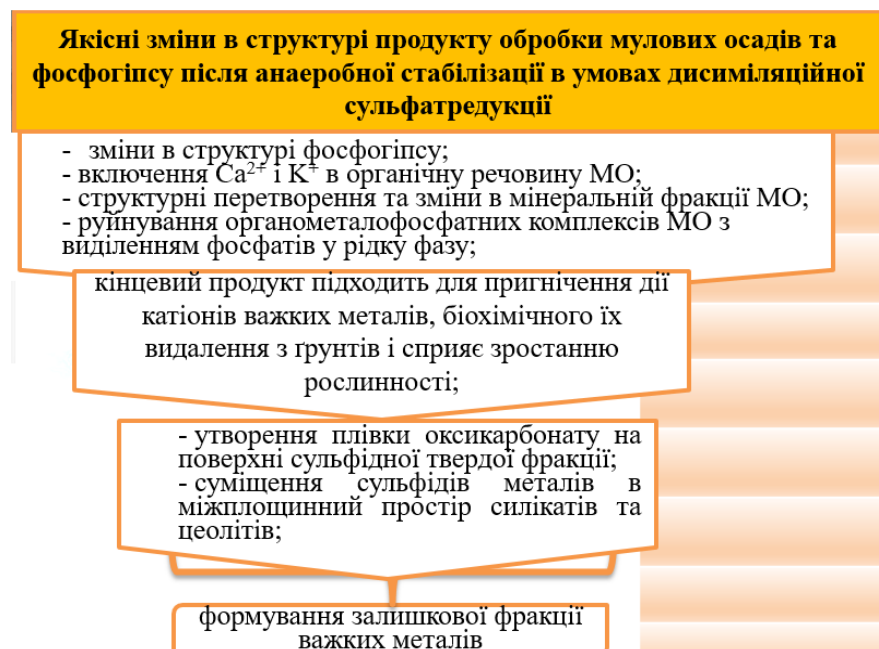 Якісні зміни в структурі продукту обробки мулових осадів та
фосфогіпсу після анаеробної стабілізації в умовах дисиміляційної
сульфатредукції
- зміни в структурі фосфогіпсу;
- включення Ca²⁺ і K⁺ в органічну речовину МО;
- структурні перетворення та зміни в мінеральній фракції МО;
- руйнування органометалофосфатних комплексів МО з
виділенням фосфатів у рідку фазу;
кінцевий продукт підходить для пригнічення дії
катіонів важких металів, біохімічного їх
видалення з ґрунтів і сприяє зростанню
рослинності;
- утворення плівки оксикарбонату на
поверхні сульфідної твердої фракції;
- суміщення сульфідів металів в
міжплощинний простір силікатів та
цеолітів;
формування залишкової фракції
важких металів